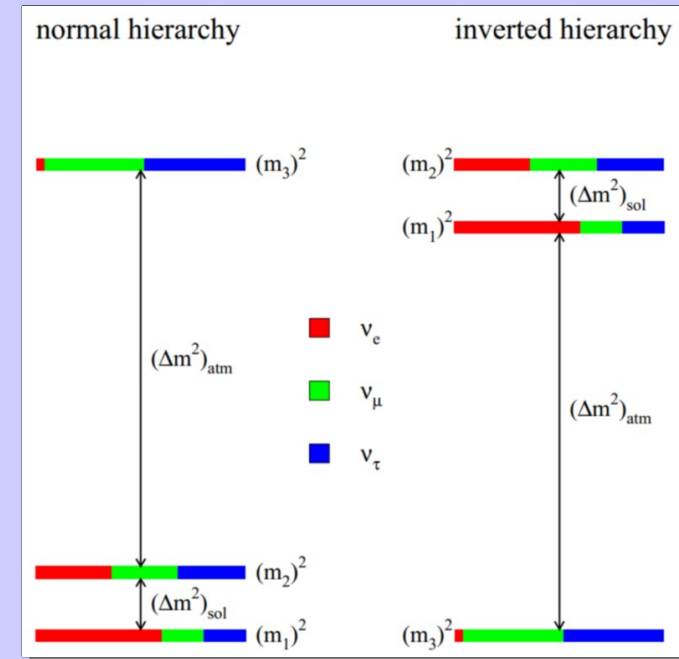 normal hierarchy
inverted hierarchy
(m₃)²
(m₂)²
(Δm²)sol
(m₁)²
νe
(Δm²)atm
νμ
(Δm²)atm
ντ
(m₂)²
(Δm²)sol
(m₁)²
(m₃)²